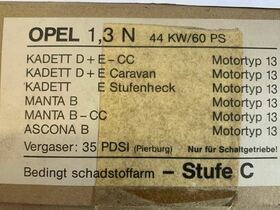 OPEL 1,3 N 44 KW/60 PS
KADETT D+E-CC Motortyp 13
KADETT D+E Caravan Motortyp 13
KADETT E Stufenheck Motortyp 13
MANTA B Motortyp 13
MANTA B-CC Motortyp 13
ASCONA B Motortyp 13
Vergaser: 35 PDSI (Pierburg) Nur für Schaltgetriebe!
Bedingt schadstoffarm - Stufe C